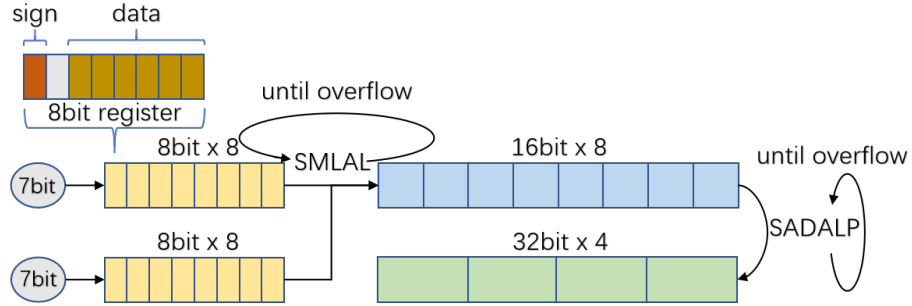 sign data
8bit register
until overflow
8bit x 8
SMLAL
16bit x 8
until overflow
7bit
SADALP
8bit x 8
32bit x 4
7bit